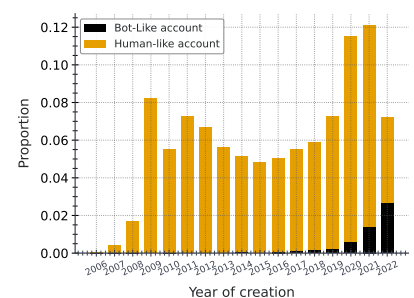 Bot-Like account
Human-like account
0.12
0.10
0.08
0.06
0.04
0.02
0.00
Proportion
2006 2007 2008 2009 2010 2011 2012 2013 2014 2015 2016 2017 2018 2019 2020 2021 2022
Year of creation